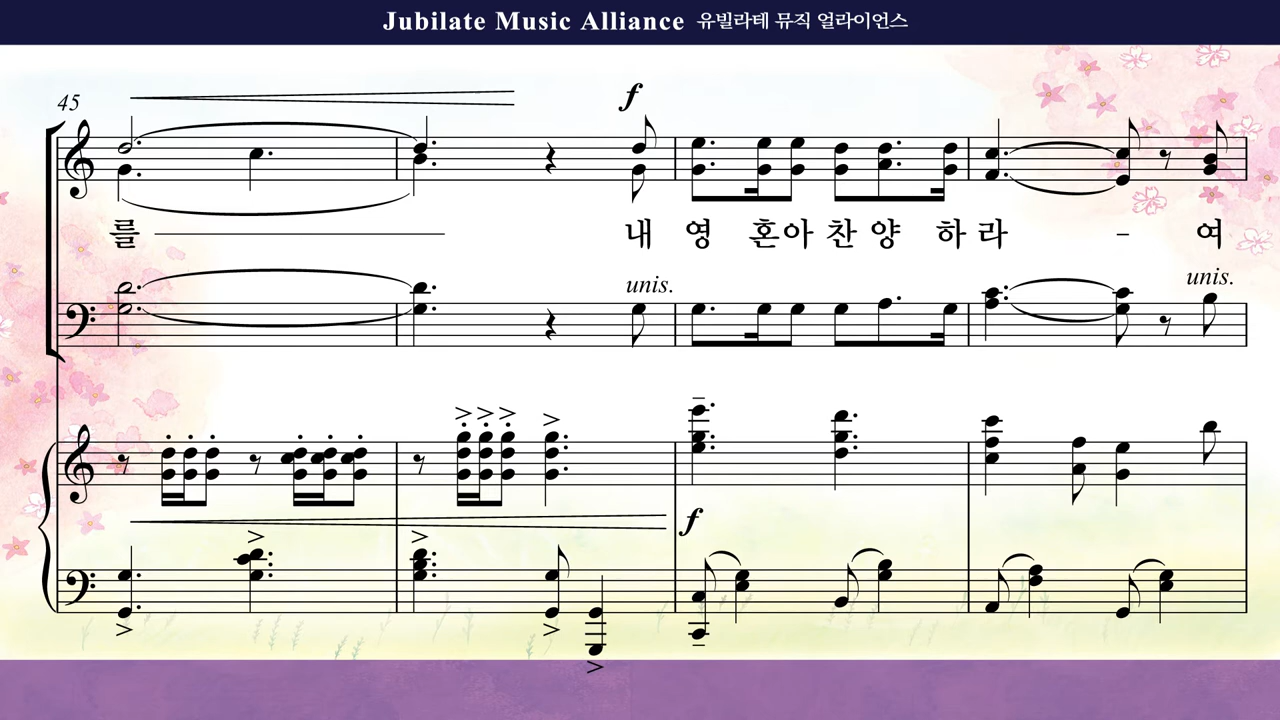 Jubilate Music Alliance 유빌라테 뮤직 얼라이언스
45
f
를 내 영 혼아 찬 양 하 라 - 여
unis. unis.
f